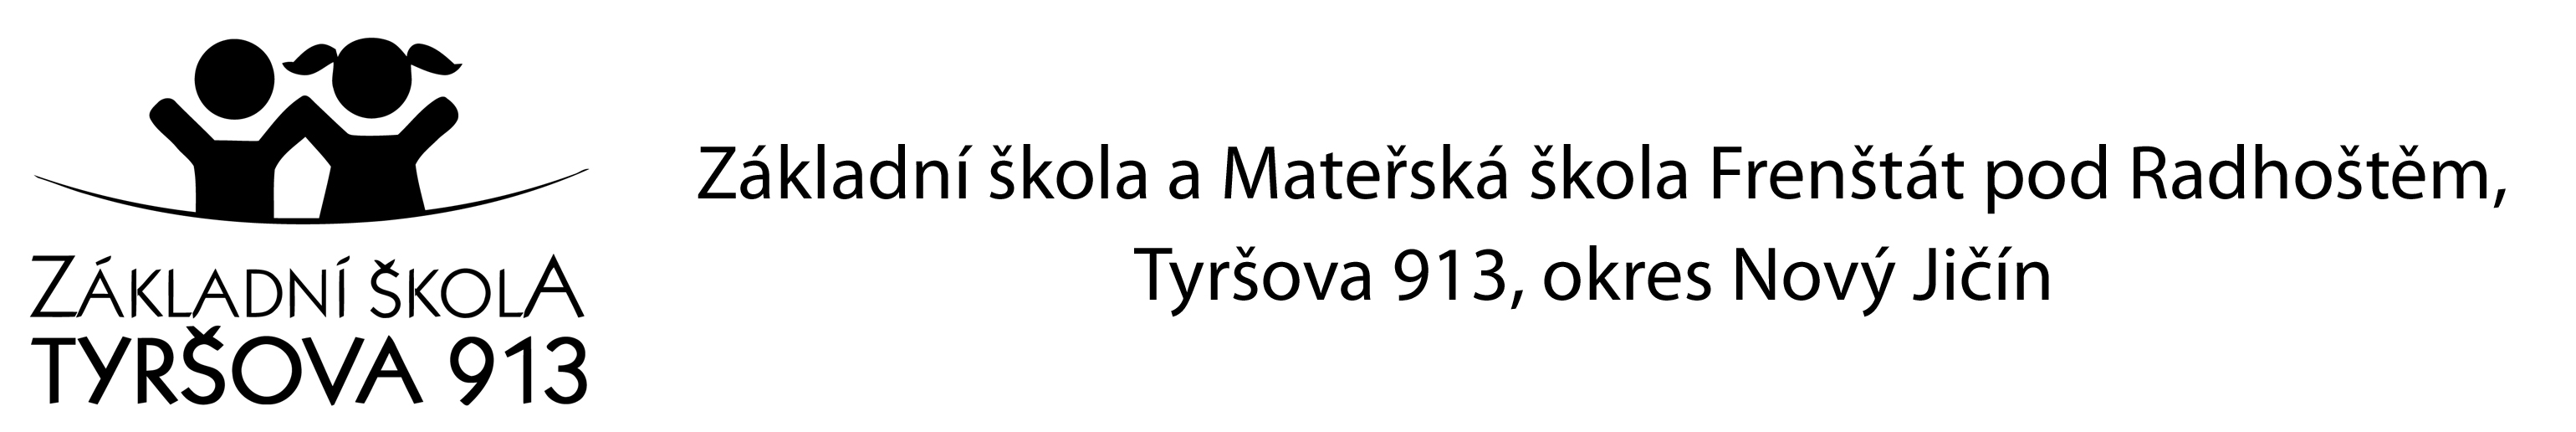 ZÁKLADNÍ ŠKOLA
TYRŠOVA 913
Základní škola a Mateřská škola Frenštát pod Radhoštěm,
Tyršova 913, okres Nový Jičín